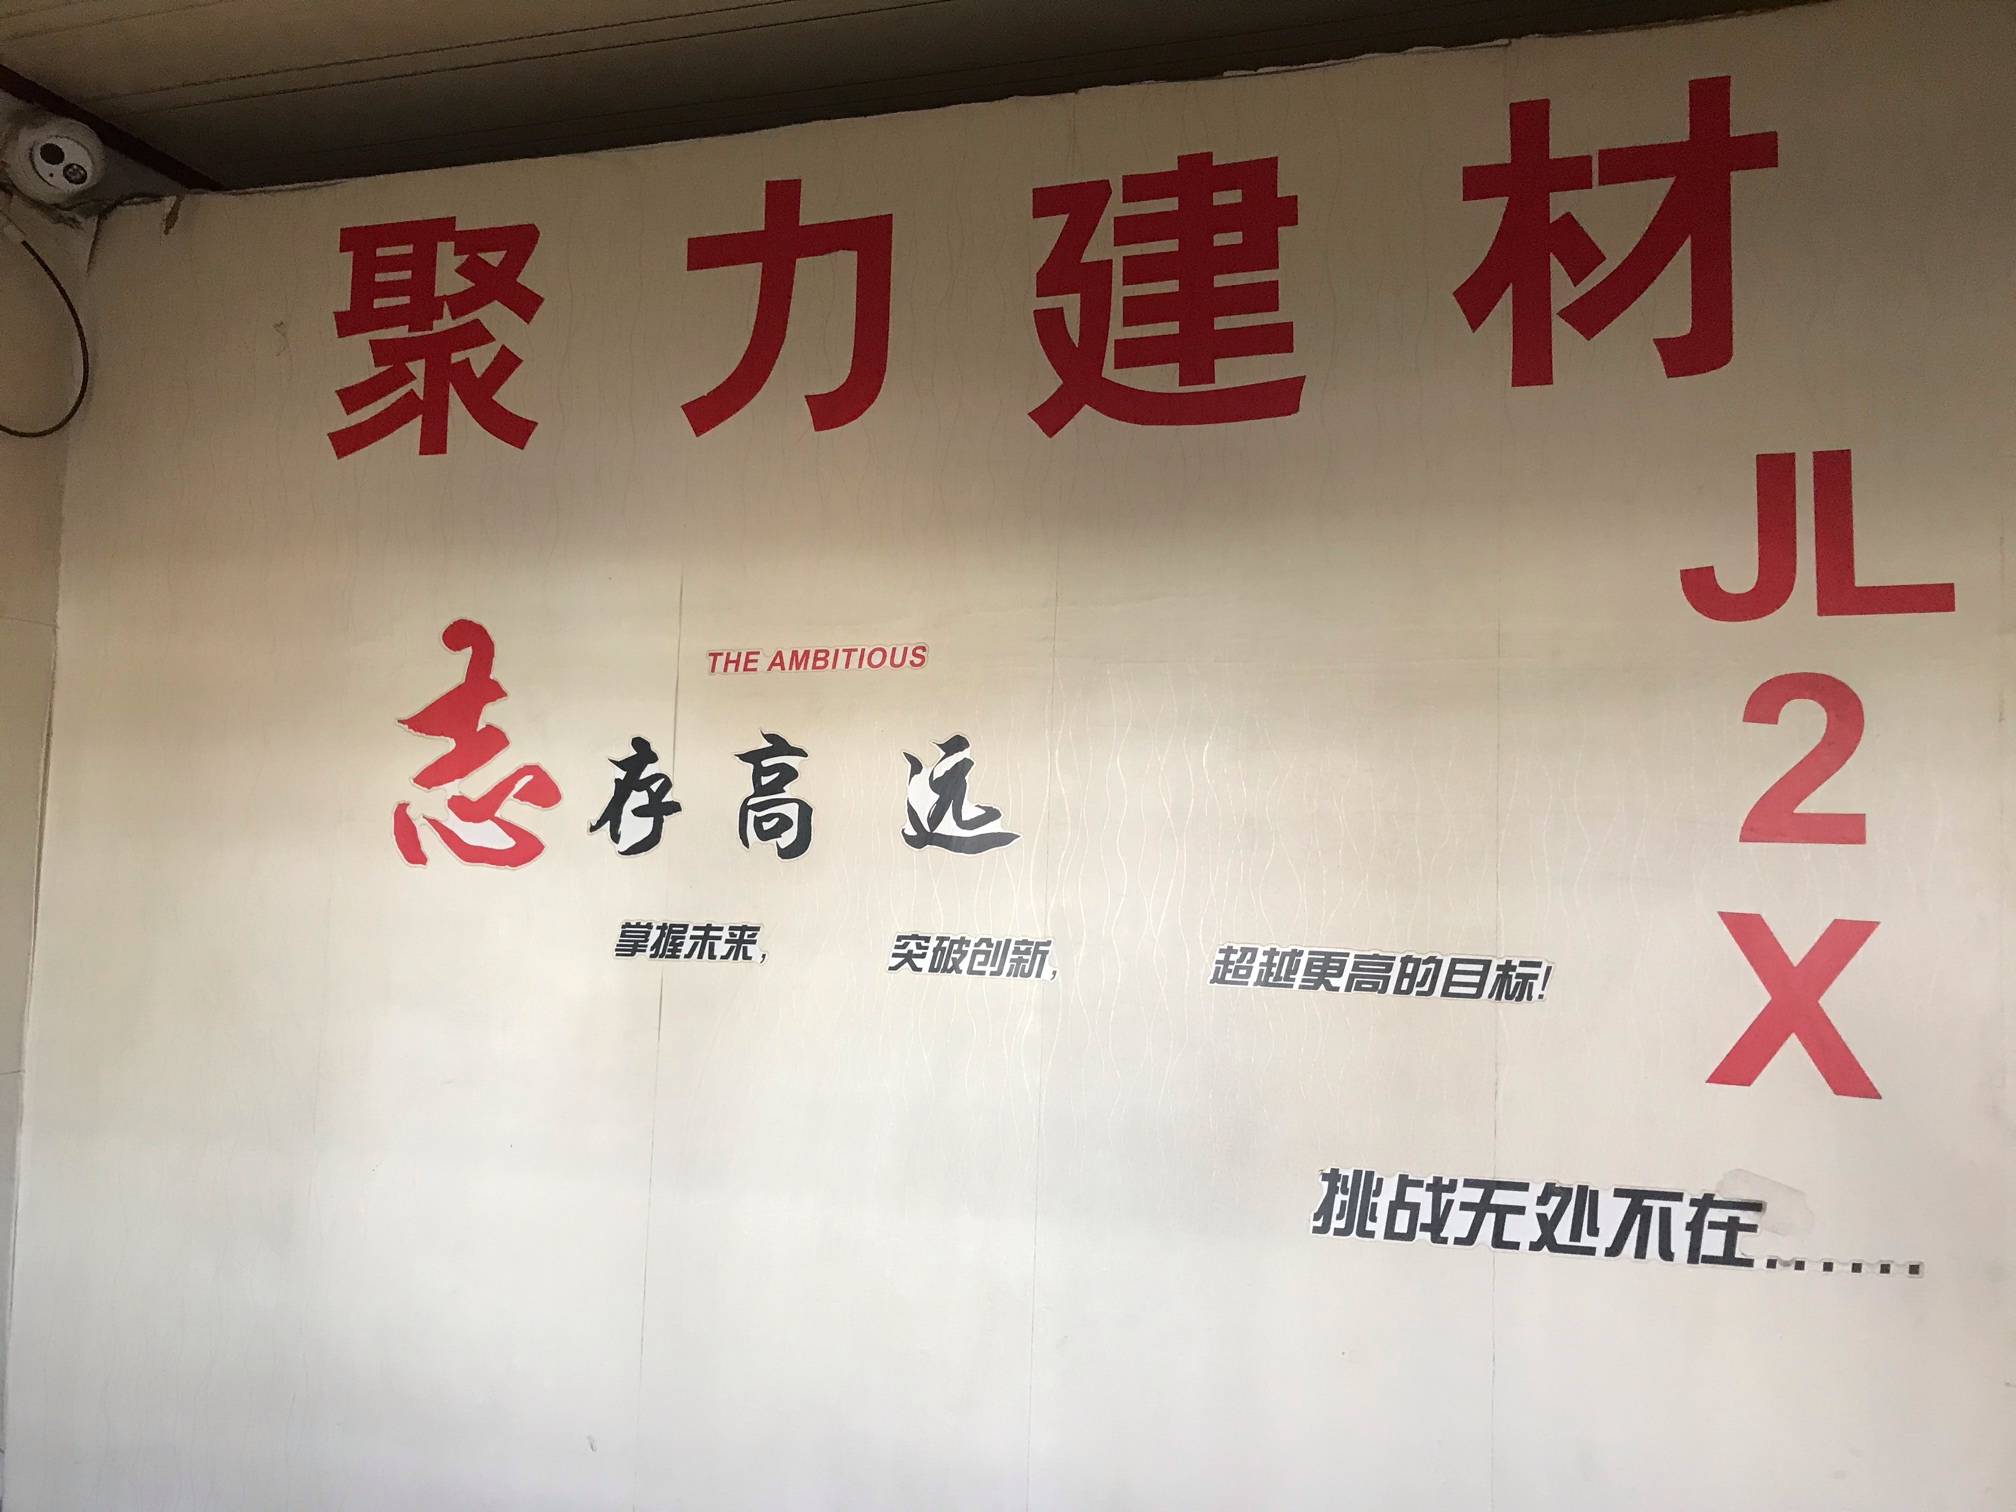 聚力建材
JL
2
X
THE AMBITIOUS
志存高远
掌握未来，突破创新，超越更高的目标！
挑战无处不在.......